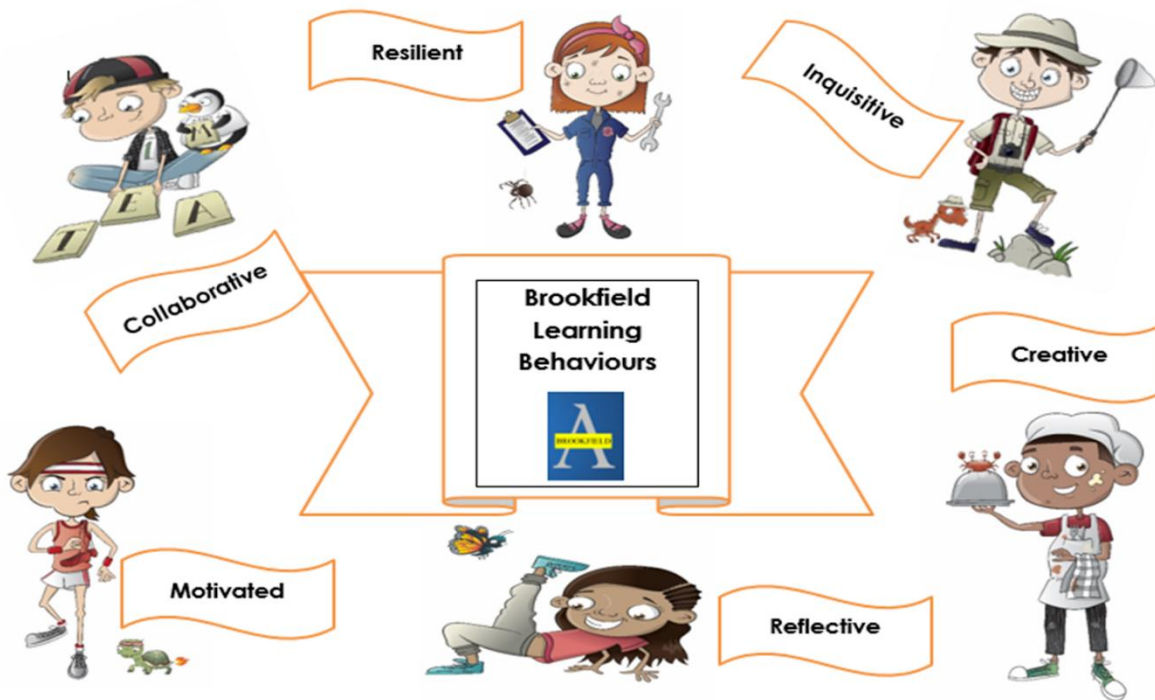 Resilient
Inquisitive
T E A M
Collaborative
Brookfield
Learning
Behaviours
A
BROOKFIELD
Creative
Motivated
Reflective